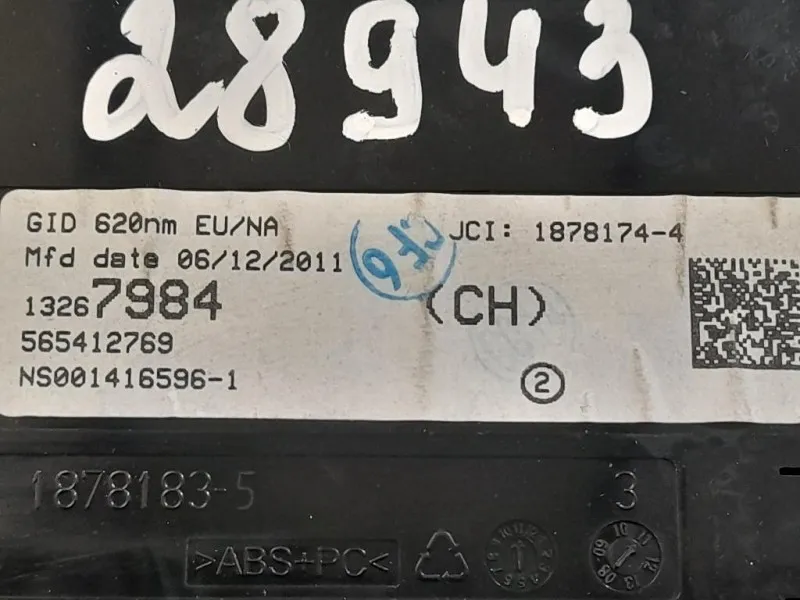 28943
GID 620nm EU/NA
JCI: 1878174-4
Mfd date 06/12/2011
13267984
(CH)
565412769
NS001416596-1
2
1878183-5
3
>ABS+PC<